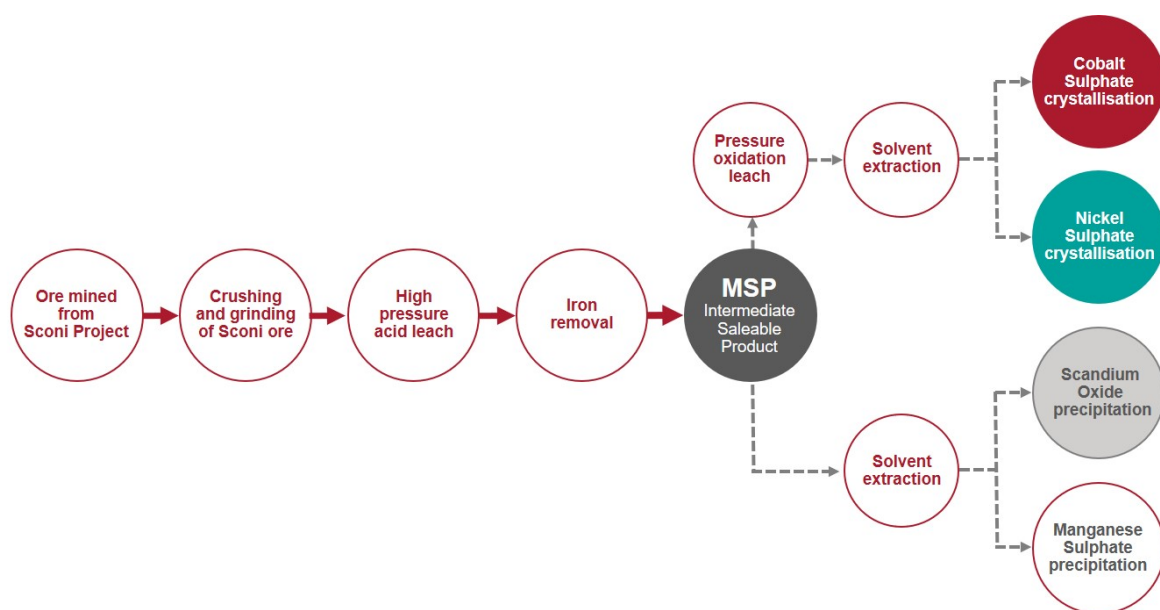 Ore mined
from
Sconi Project
Crushing
and grinding
of Sconi ore
High
pressure
acid leach
Iron
removal
MSP
Intermediate
Saleable
Product
Pressure
oxidation
leach
Solvent
extraction
Cobalt
Sulphate
crystallisation
Nickel
Sulphate
crystallisation
Solvent
extraction
Scandium
Oxide
precipitation
Manganese
Sulphate
precipitation